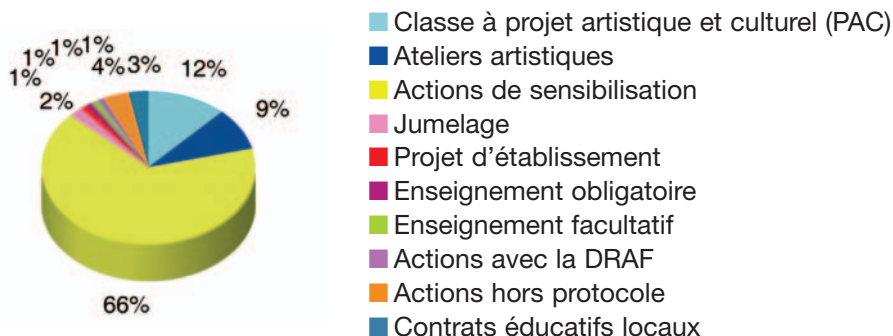 1%
1%
1%
1%
2%
4%
3%
12%
9%
66%
Classe à projet artistique et culturel (PAC)
Ateliers artistiques
Actions de sensibilisation
Jumelage
Projet d'établissement
Enseignement obligatoire
Enseignement facultatif
Actions avec la DRAF
Actions hors protocole
Contrats éducatifs locaux